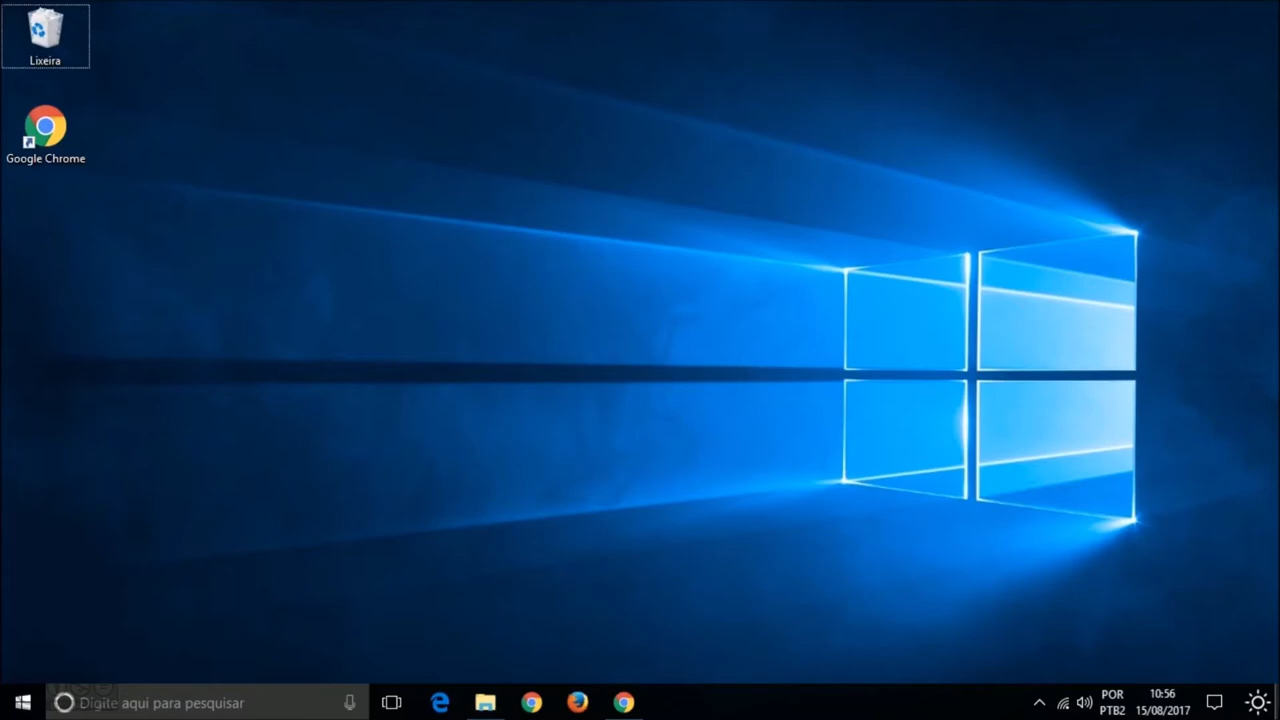 Lixeira
Google Chrome
Digite aqui para pesquisar
POR
PTB2
10:56
15/08/2017